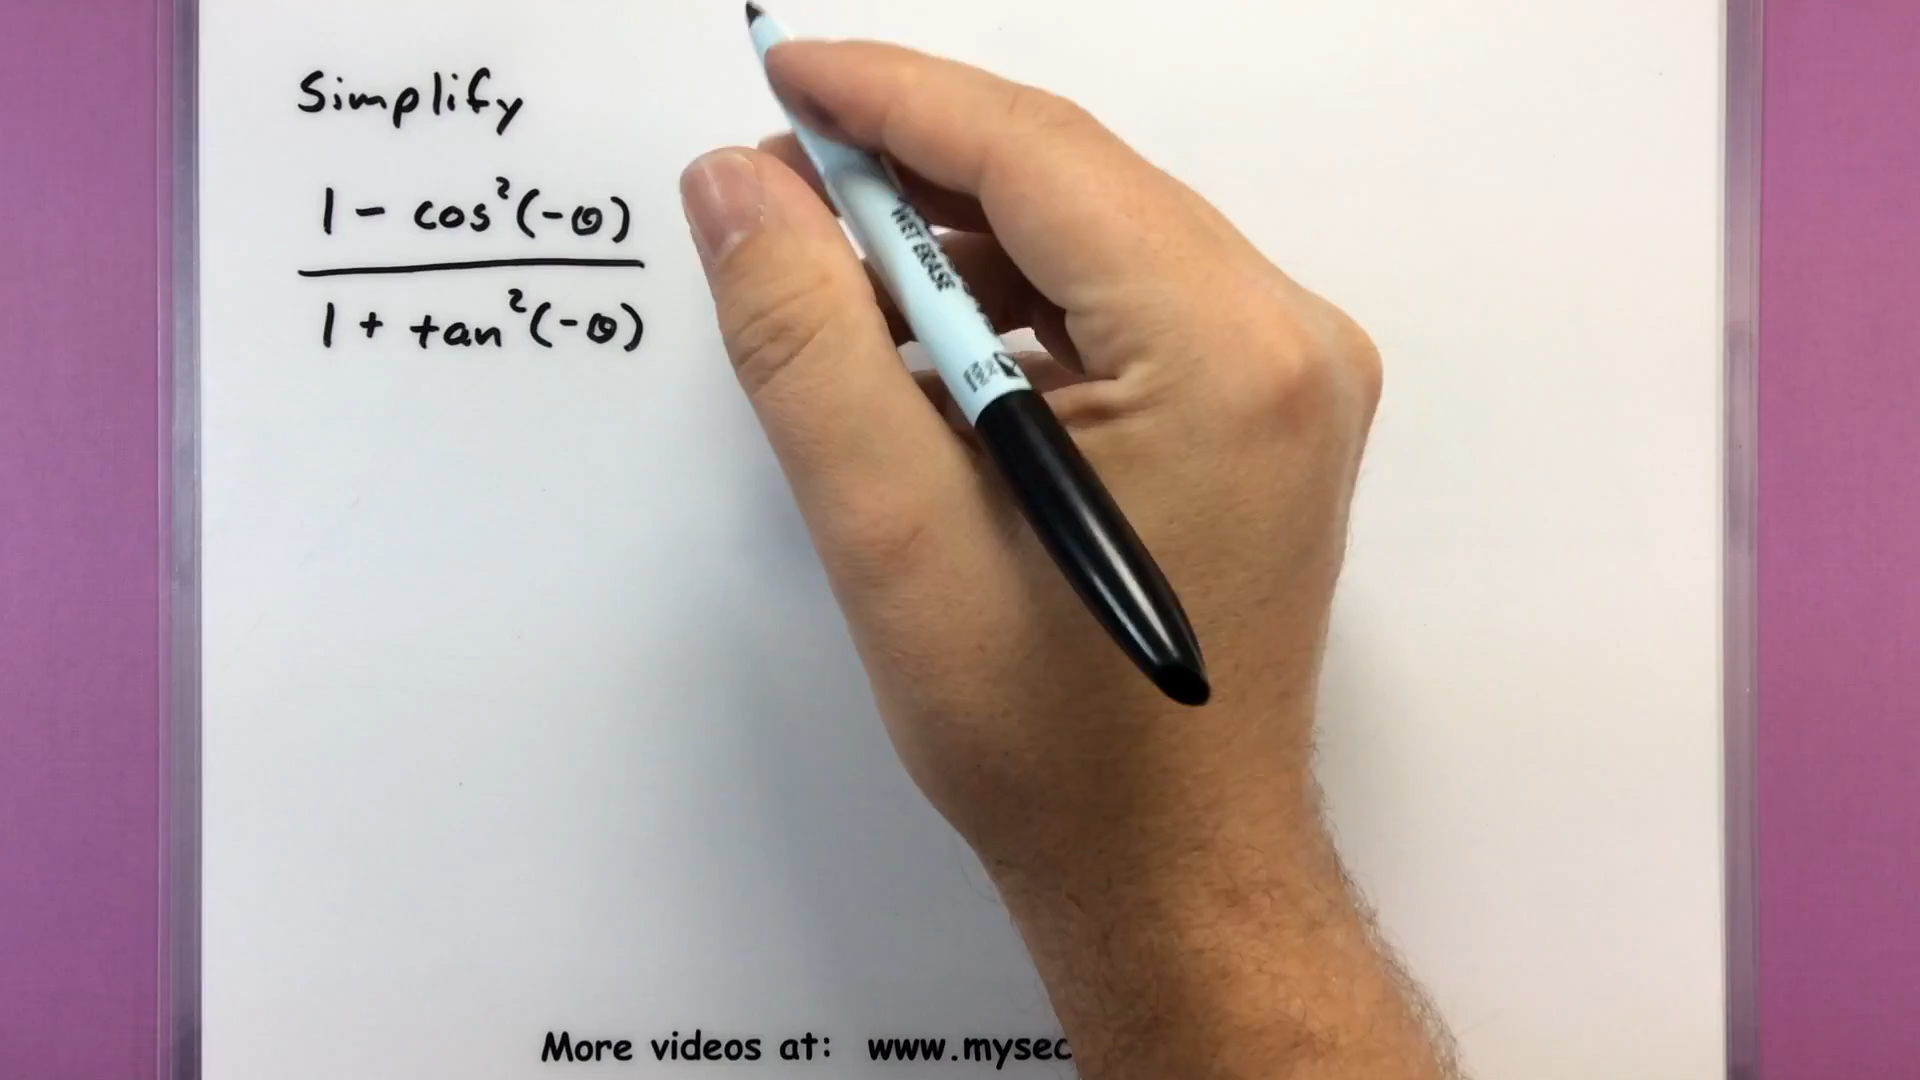 Simplify
1 - cos²(-θ)
1 + tan²(-θ)
WET ERASE
More videos at: www.mysec